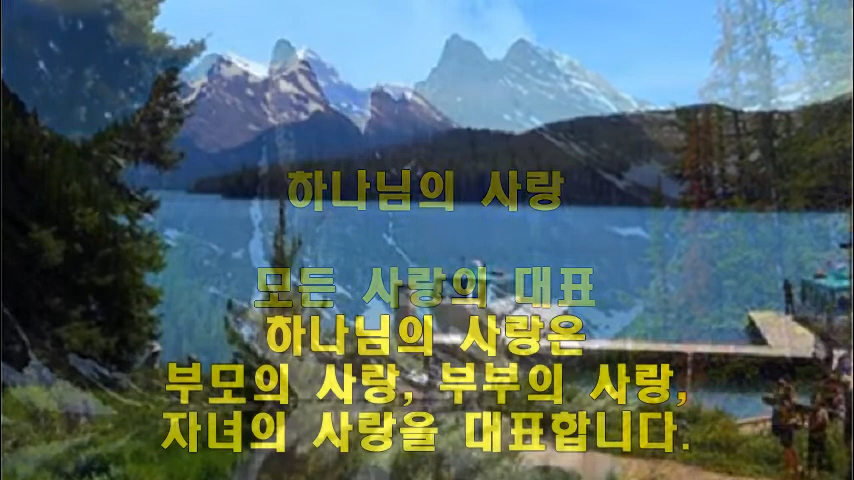 하나님의 사랑
모든 사랑의 대표
하나님의 사랑은
부모의 사랑, 부부의 사랑,
자녀의 사랑을 대표합니다.